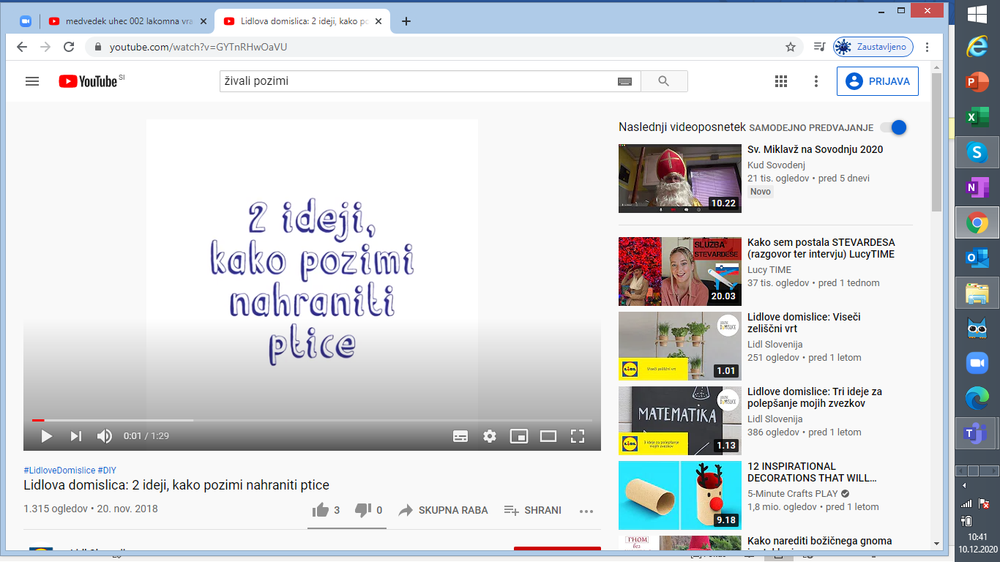 medvedek uhec 002 lakomna vra
Lidlova domislica: 2 ideji, kako po
youtube.com/watch?v=GYTnRHwOaVU
Zaustavljeno
YouTube SI
živali pozimi
PRIJAVA
2 ideji,
kako pozimi
nahraniti
ptice
0:01 / 1:29
#LidloveDomislice #DIY
Lidlova domislica: 2 ideji, kako pozimi nahraniti ptice
1.315 ogledov • 20. nov. 2018
3
0
SKUPNA RABA
SHRANI
Naslednji videoposnetek
SAMODEJNO PREDVAJANJE
10.22
Sv. Miklavž na Sovodnju 2020
Kud Sovodenj
21 tis. ogledov • pred 5 dnevi
Novo
SLUŽBA
STEVARDESE
20.03
Kako sem postala STEVARDESA
(razgovor ter intervju) LucyTIME
Lucy TIME
37 tis. ogledov • pred 1 tednom
LIDLOVE
DOMISLICE
LIDL
Viseči zeliščni vrt
1.01
Lidlove domislice: Viseči
zeliščni vrt
Lidl Slovenija
251 ogledov • pred 1 letom
MATEMATIKA
LIDLOVE
DOMISLICE
LIDL
3 ideje za polepšanje
mojih zvezkov
1.13
Lidlove domislice: Tri ideje za
polepšanje mojih zvezkov
Lidl Slovenija
386 ogledov • pred 1 letom
9.18
12 INSPIRATIONAL
DECORATIONS THAT WILL...
5-Minute Crafts PLAY
1,8 mio. ogledov • pred 1 letom
Kako narediti božičnega gnoma
10:41
10.12.2020